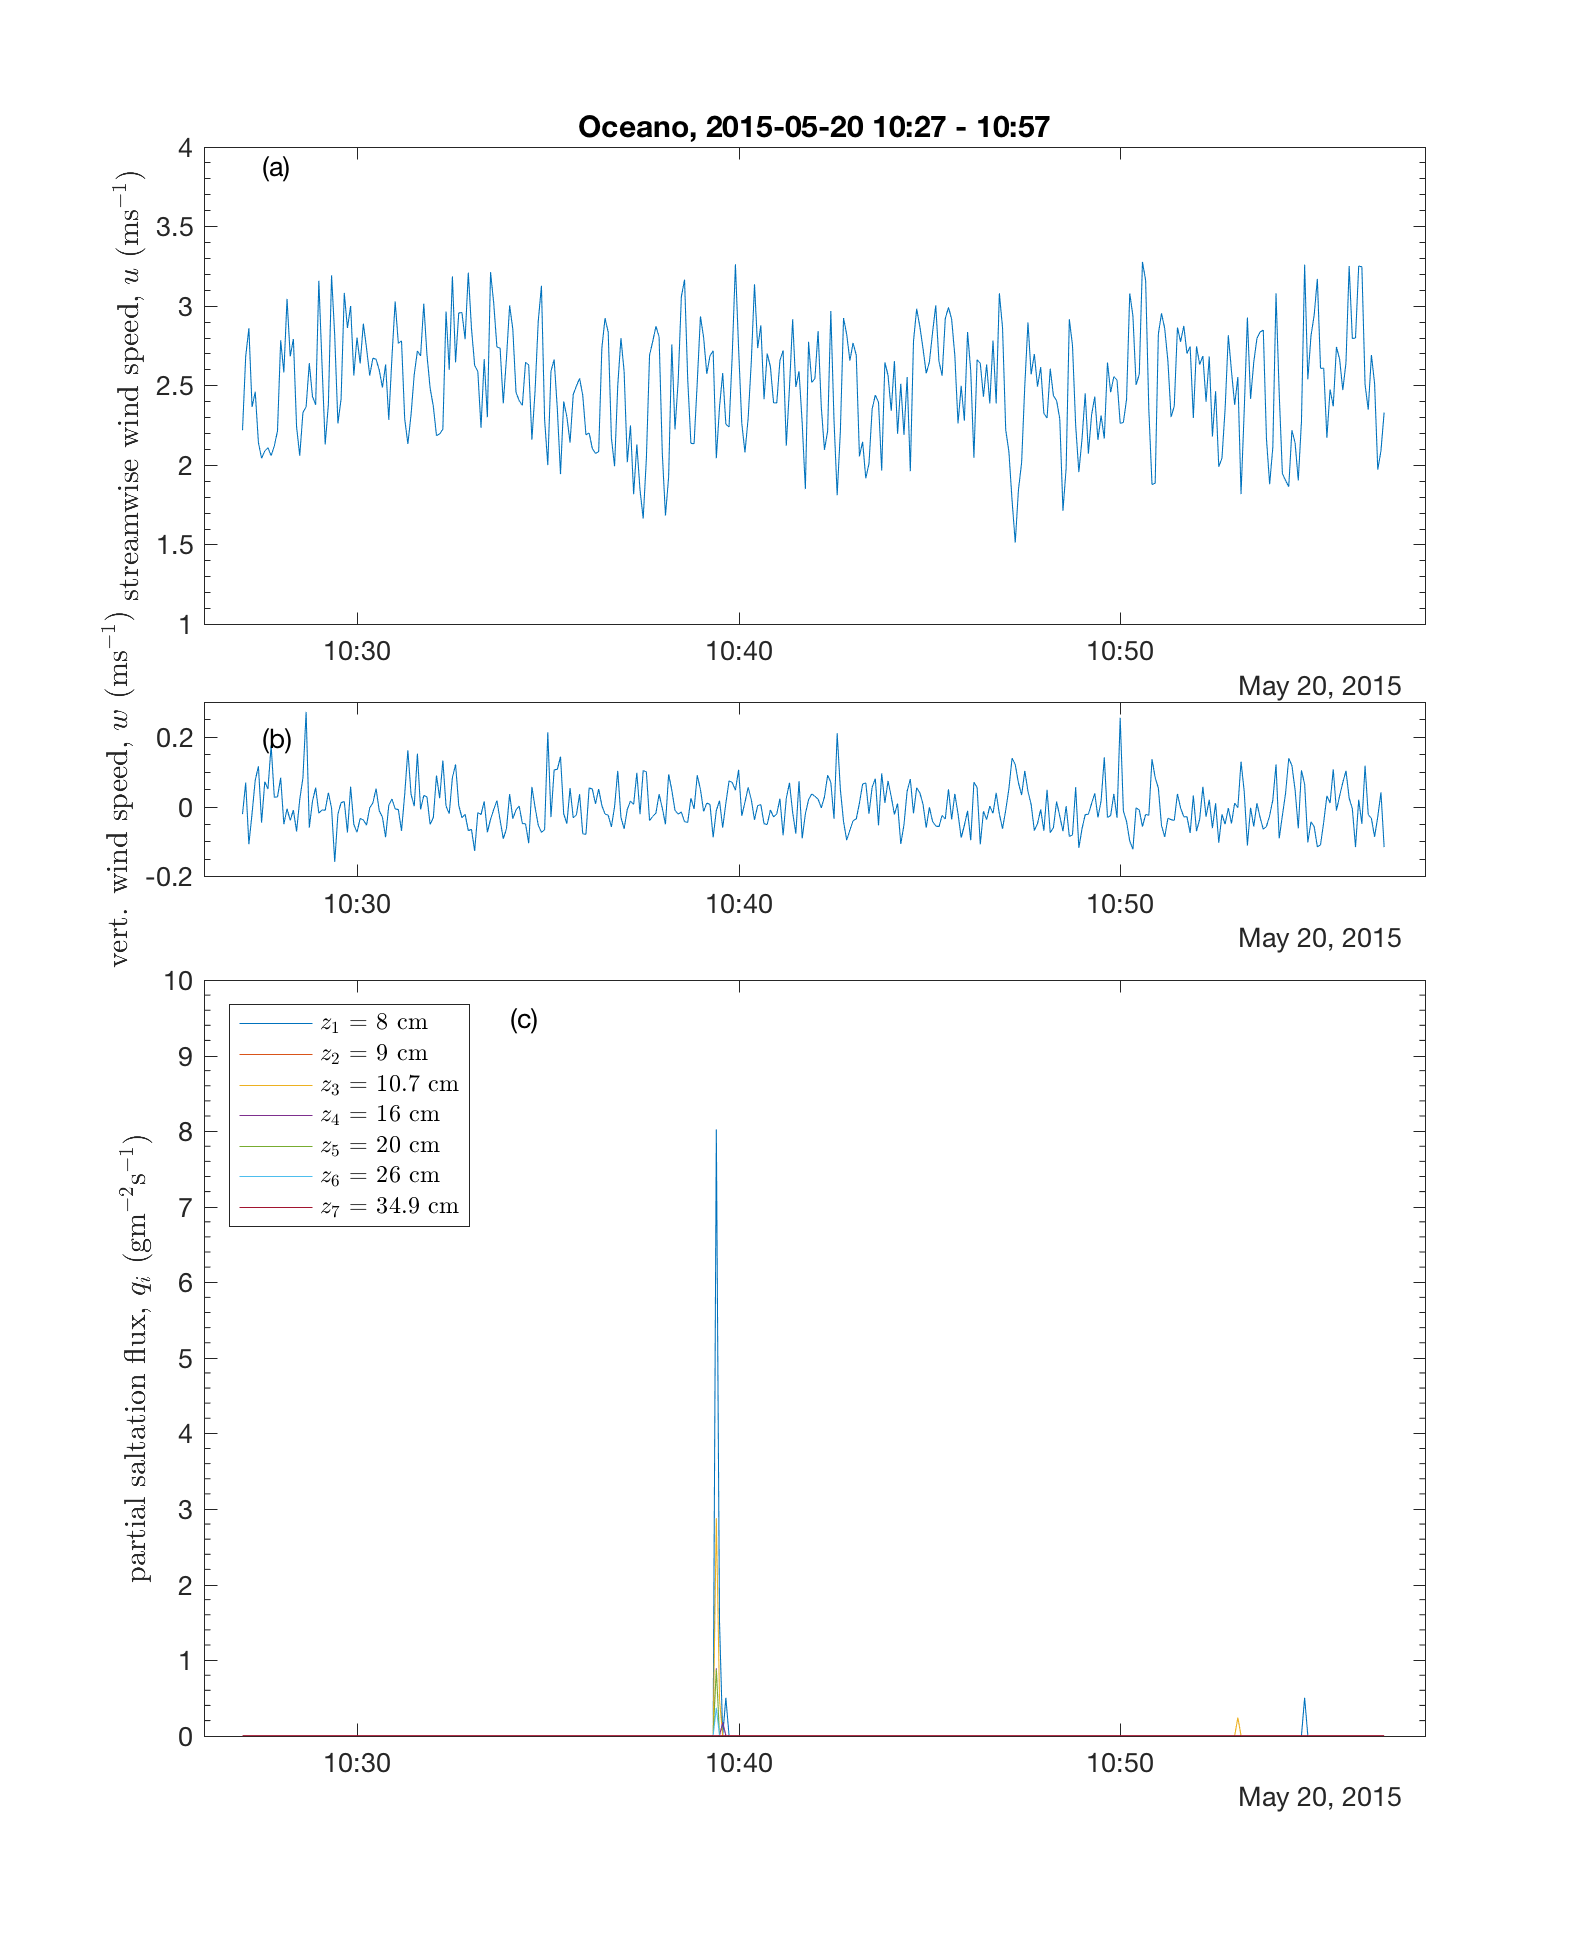 Oceano, 2015-05-20 10:27 - 10:57
(a)
streamwise wind speed, u (ms⁻¹)
4
3.5
3
2.5
2
1.5
1
10:30 10:40 10:50
May 20, 2015
(b)
vert. wind speed, w (ms⁻¹)
0.2
0
-0.2
10:30 10:40 10:50
May 20, 2015
(c)
partial saltation flux, qᵢ (gm⁻²s⁻¹)
10
9
8
7
6
5
4
3
2
1
0
z₁ = 8 cm
z₂ = 9 cm
z₃ = 10.7 cm
z₄ = 16 cm
z₅ = 20 cm
z₆ = 26 cm
z₇ = 34.9 cm
10:30 10:40 10:50
May 20, 2015